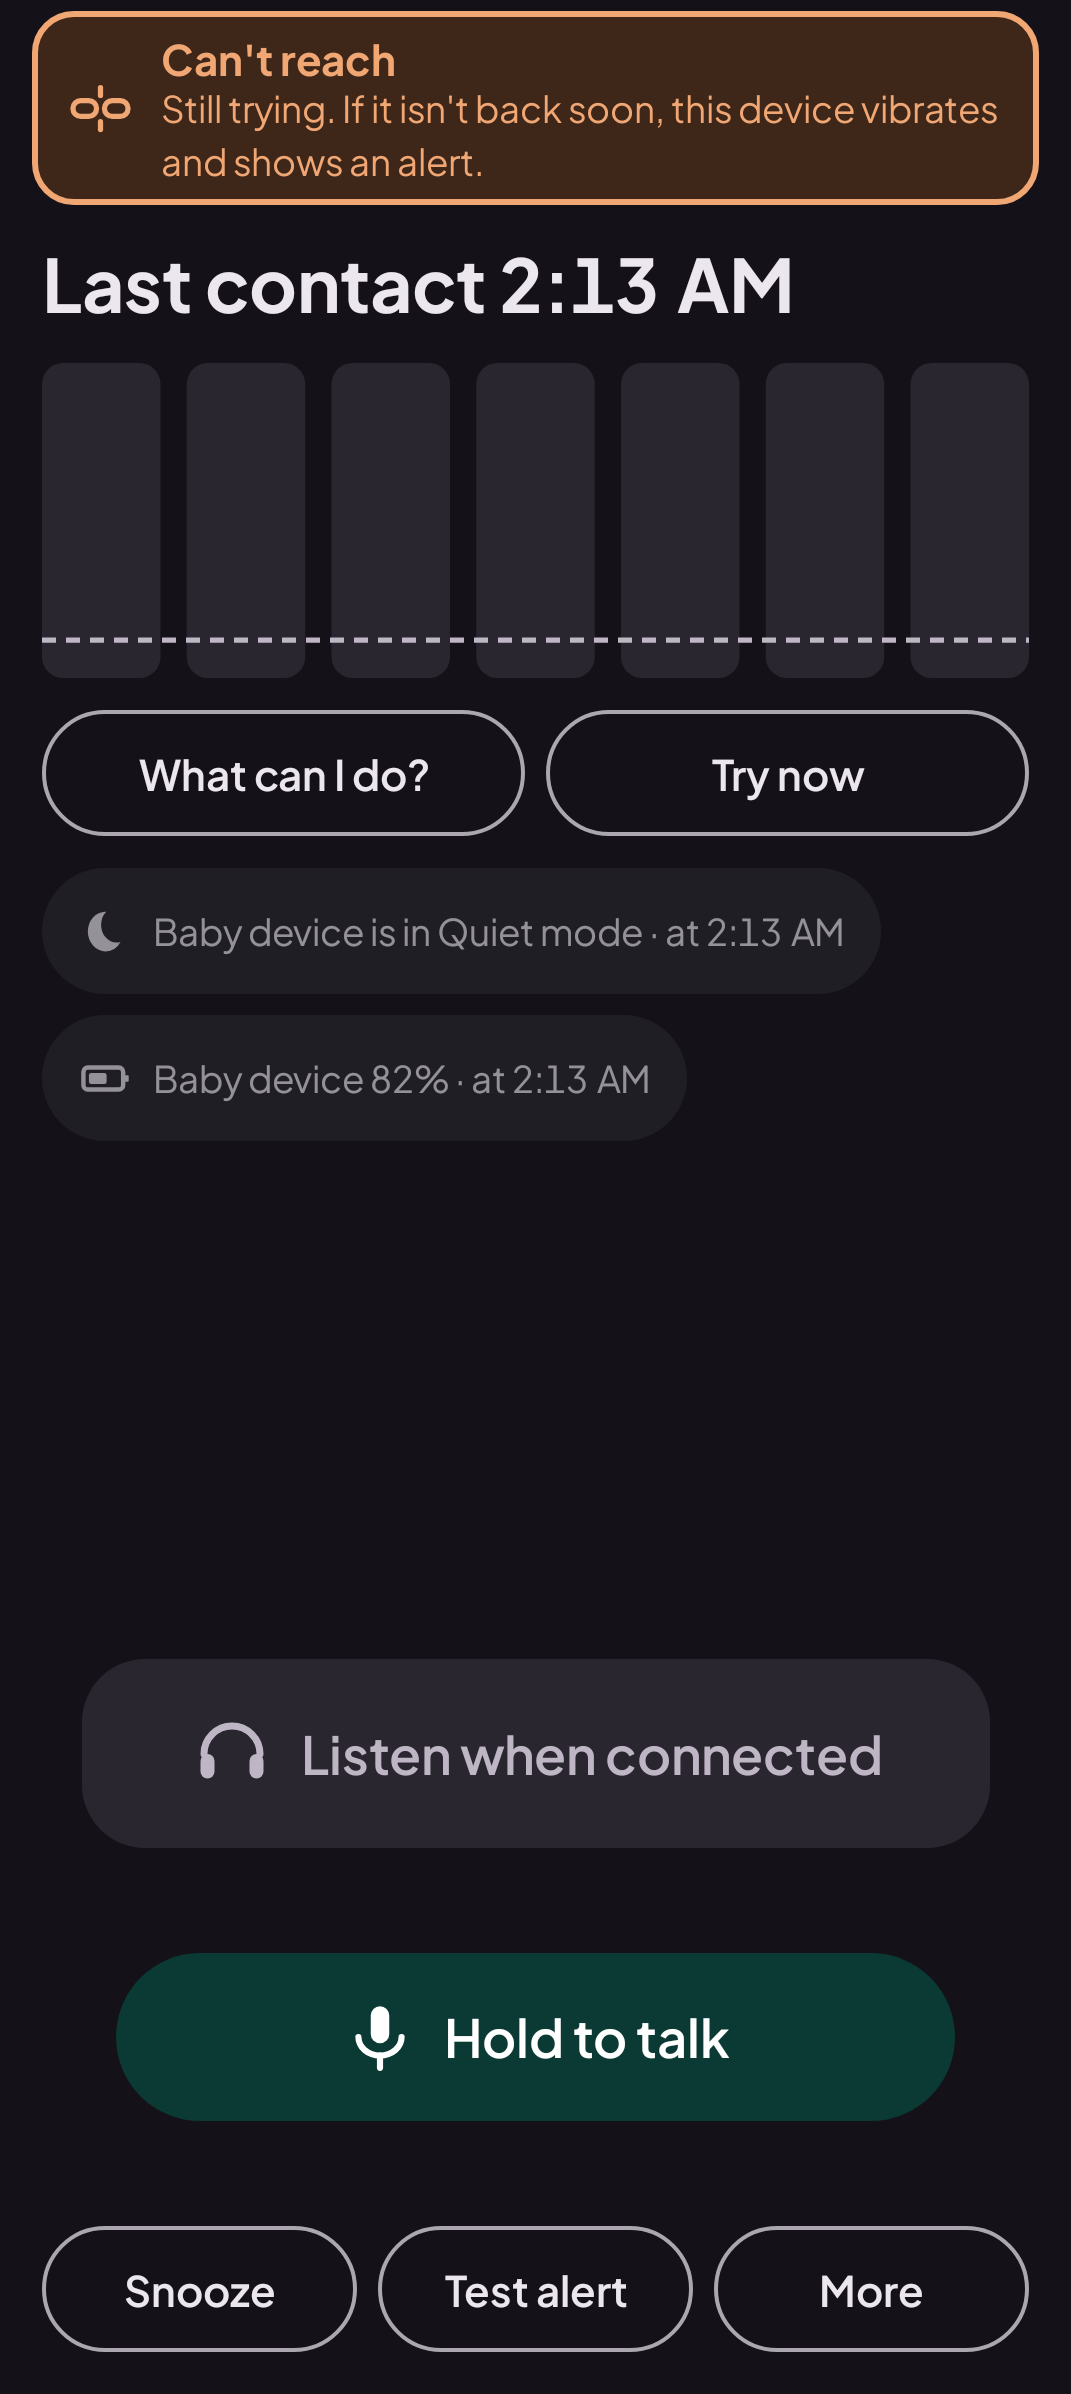 Can't reach
Still trying. If it isn't back soon, this device vibrates
and shows an alert.
Last contact 2:13 AM
What can I do?
Try now
Baby device is in Quiet mode · at 2:13 AM
Baby device 82% · at 2:13 AM
Listen when connected
Hold to talk
Snooze
Test alert
More